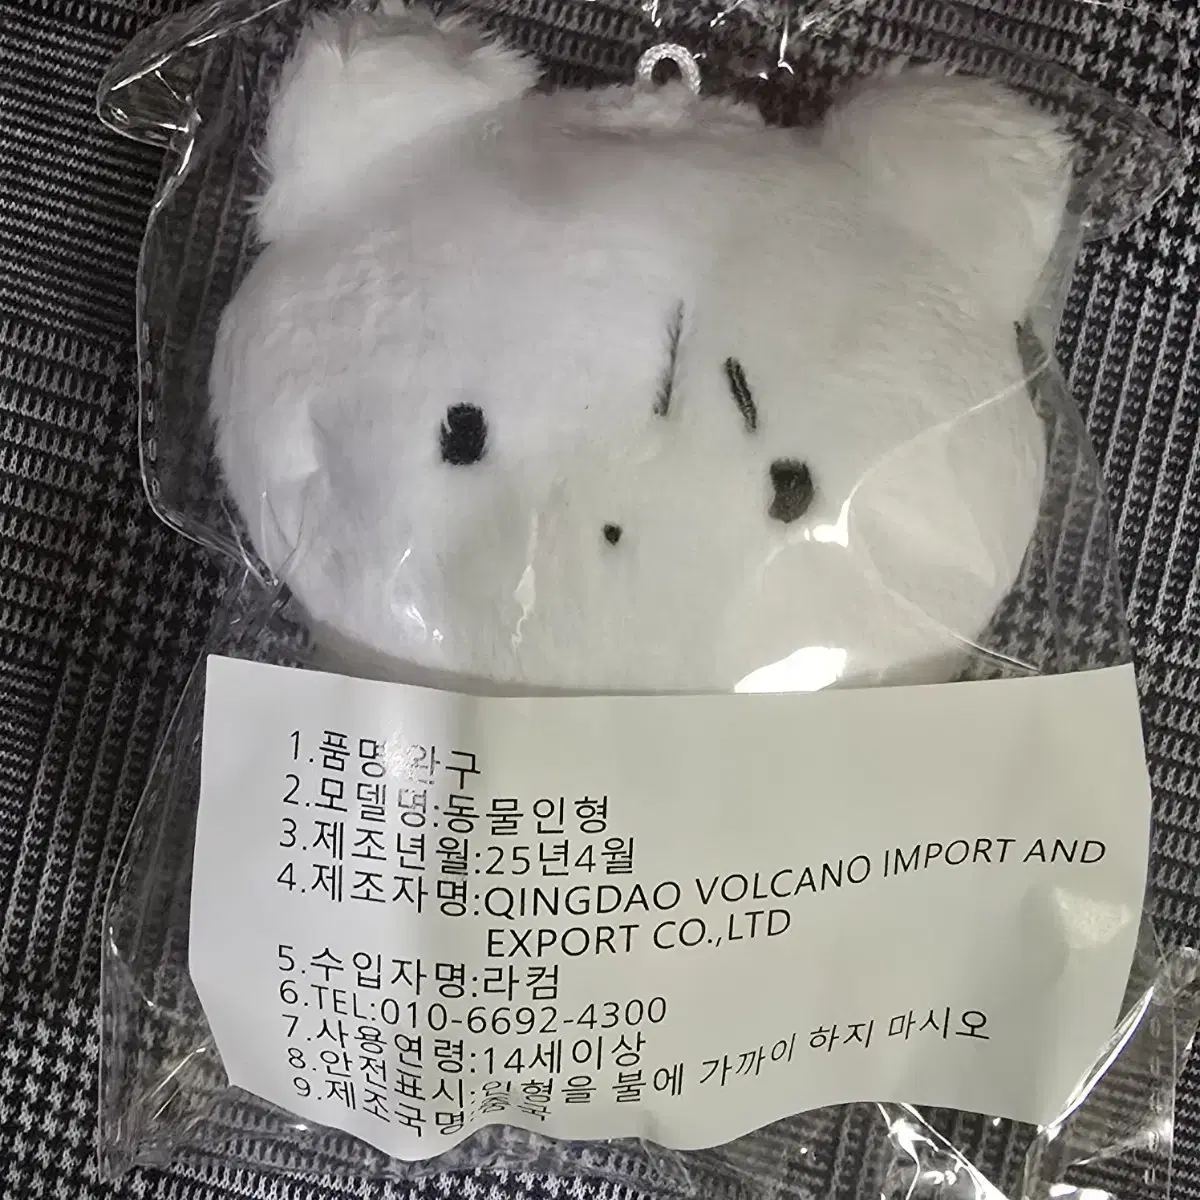 1.품명:완구
2.모델명:동물인형
3.제조년월:25년4월
4.제조자명:QINGDAO VOLCANO IMPORT AND
EXPORT CO.,LTD
5.수입자명:라컴
6.TEL:010-6692-4300
7.사용연령:14세이상
8.안전표시:인형을 불에 가까이 하지 마시오
9.제조국명:중국